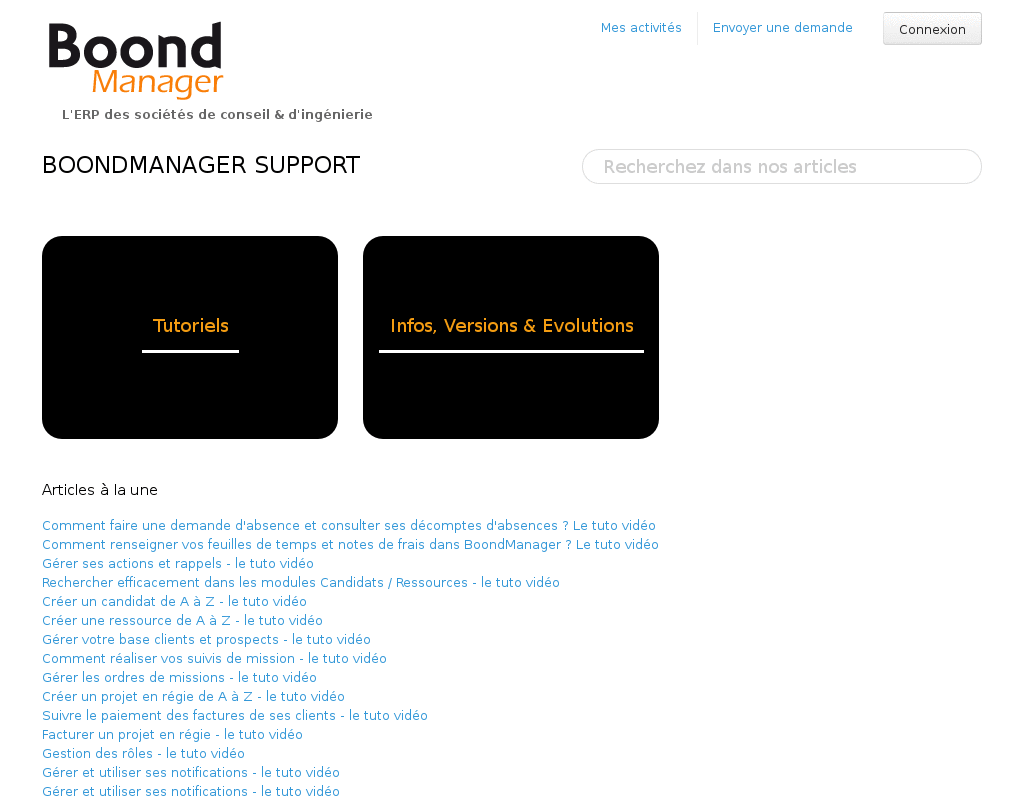 Boond
Manager
L'ERP des sociétés de conseil & d'ingénierie
Mes activités
Envoyer une demande
Connexion
BOONDMANAGER SUPPORT
Recherchez dans nos articles
Tutoriels
Infos, Versions & Evolutions
Articles à la une
Comment faire une demande d'absence et consulter ses décomptes d'absences ? Le tuto vidéo
Comment renseigner vos feuilles de temps et notes de frais dans BoondManager ? Le tuto vidéo
Gérer ses actions et rappels - le tuto vidéo
Rechercher efficacement dans les modules Candidats / Ressources - le tuto vidéo
Créer un candidat de A à Z - le tuto vidéo
Créer une ressource de A à Z - le tuto vidéo
Gérer votre base clients et prospects - le tuto vidéo
Comment réaliser vos suivis de mission - le tuto vidéo
Gérer les ordres de missions - le tuto vidéo
Créer un projet en régie de A à Z - le tuto vidéo
Suivre le paiement des factures de ses clients - le tuto vidéo
Facturer un projet en régie - le tuto vidéo
Gestion des rôles - le tuto vidéo
Gérer et utiliser ses notifications - le tuto vidéo
Gérer et utiliser ses notifications - le tuto vidéo